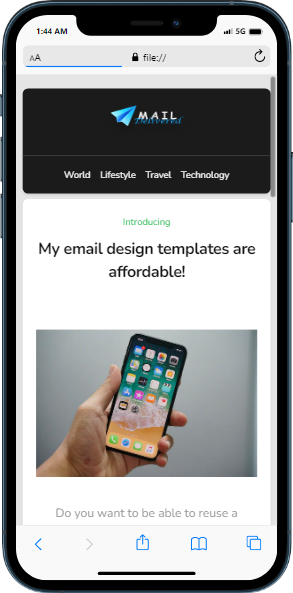 1:44 AM
5G
AA
file://
MAIL
Delivered
World Lifestyle Travel Technology
Introducing
My email design templates are
affordable!
Do you want to be able to reuse a